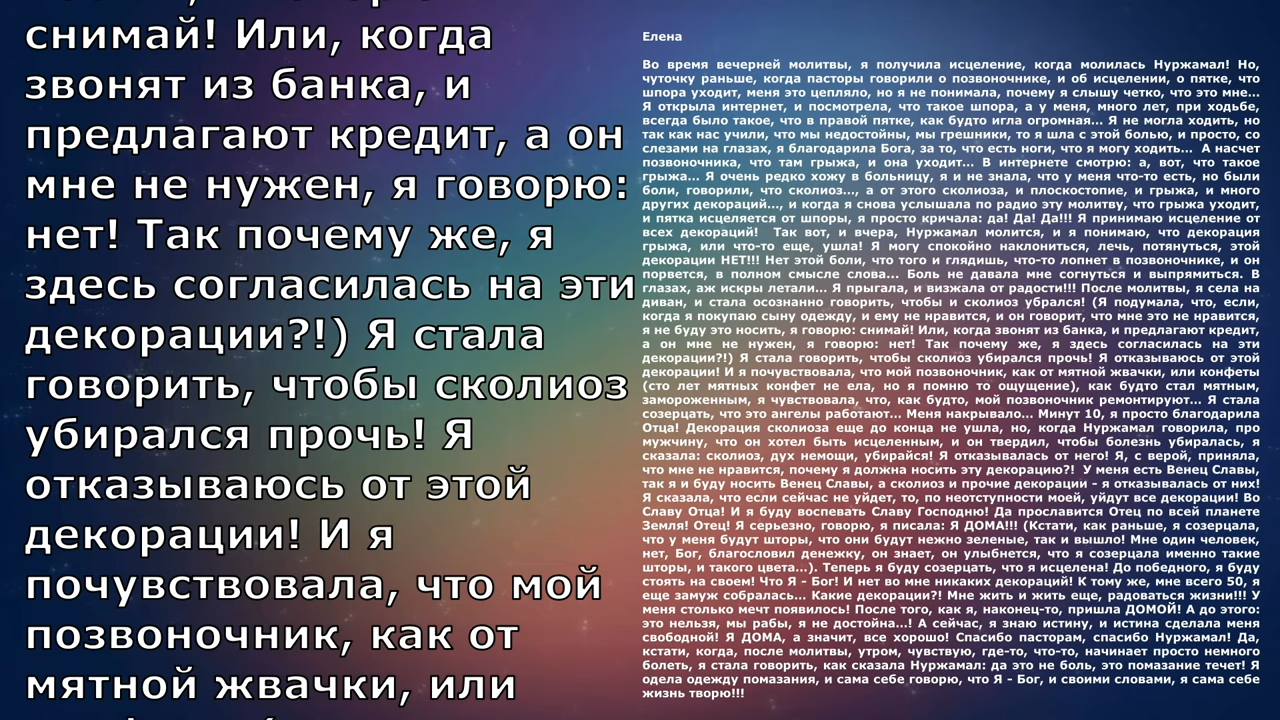 снимай! Или, когда
звонят из банка, и
предлагают кредит, а он
мне не нужен, я говорю:
нет! Так почему же, я
здесь согласилась на эти
декорации?!) Я стала
говорить, чтобы сколиоз
убирался прочь! Я
отказываюсь от этой
декорации! И я
почувствовала, что мой
позвоночник, как от
мятной жвачки, или
Елена
Во время вечерней молитвы, я получила исцеление, когда молилась Нуржамал! Но,
чуточку раньше, когда пасторы говорили о позвоночнике, и об исцелении, о пятке, что
шпора уходит, меня это цепляло, но я не понимала, почему я слышу четко, что это мне...
Я открыла интернет, и посмотрела, что такое шпора, а у меня, много лет, при ходьбе,
всегда было такое, что в правой пятке, как будто игла огромная... Я не могла ходить, но
так как нас учили, что мы недостойны, мы грешники, то я шла с этой болью, и просто, со
слезами на глазах, я благодарила Бога, за то, что есть ноги, что я могу ходить... А насчет
позвоночника, что там грыжа, и она уходит... В интернете смотрю: а, вот, что такое
грыжа... Я очень редко хожу в больницу, я и не знала, что у меня что-то есть, но были
боли, говорили, что сколиоз..., а от этого сколиоза, и плоскостопие, и грыжа, и много
других декораций..., и когда я снова услышала по радио эту молитву, что грыжа уходит,
и пятка исцеляется от шпоры, я просто кричала: да! Да! Да!!! Я принимаю исцеление от
всех декораций! Так вот, и вчера, Нуржамал молится, и я понимаю, что декорация
грыжа, или что-то еще, ушла! Я могу спокойно наклониться, лечь, потянуться, этой
декорации НЕТ!!! Нет этой боли, что того и глядишь, что-то лопнет в позвоночнике, и он
порвется, в полном смысле слова... Боль не давала мне согнуться и выпрямиться. В
глазах, аж искры летали... Я прыгала, и визжала от радости!!! После молитвы, я села на
диван, и стала осознанно говорить, чтобы и сколиоз убрался! (Я подумала, что, если,
когда я покупаю сыну одежду, и ему не нравится, и он говорит, что мне это не нравится,
я не буду это носить, я говорю: снимай! Или, когда звонят из банка, и предлагают кредит,
а он мне не нужен, я говорю: нет! Так почему же, я здесь согласилась на эти
декорации?!) Я стала говорить, чтобы сколиоз убирался прочь! Я отказываюсь от этой
декорации! И я почувствовала, что мой позвоночник, как от мятной жвачки, или конфеты
(сто лет мятных конфет не ела, но я помню то ощущение), как будто стал мятным,
замороженным, я чувствовала, что, как будто, мой позвоночник ремонтируют... Я стала
созерцать, что это ангелы работают... Меня накрывало... Минут 10, я просто благодарила
Отца! Декорация сколиоза еще до конца не ушла, но, когда Нуржамал говорила, про
мужчину, что он хотел быть исцеленным, и он твердил, чтобы болезнь убиралась, я
сказала: сколиоз, дух немощи, убирайся! Я отказывалась от него! Я, с верой, приняла,
что мне не нравится, почему я должна носить эту декорацию?! У меня есть Венец Славы,
так я и буду носить Венец Славы, а сколиоз и прочие декорации - я отказывалась от них!
Я сказала, что если сейчас не уйдет, то, по неотступности моей, уйдут все декорации! Во
Славу Отца! И я буду воспевать Славу Господню! Да прославится Отец по всей планете
Земля! Отец! Я серьезно, говорю, я писала: Я ДОМА!!! (Кстати, как раньше, я созерцала,
что у меня будут шторы, что они будут нежно зеленые, так и вышло! Мне один человек,
нет, Бог, благословил денежку, он знает, он улыбнется, что я созерцала именно такие
шторы, и такого цвета...). Теперь я буду созерцать, что я исцелена! До победного, я буду
стоять на своем! Что Я - Бог! И нет во мне никаких декораций! К тому же, мне всего 50, я
еще замуж собралась... Какие декорации?! Мне жить и жить еще, радоваться жизни!!! У
меня столько мечт появилось! После того, как я, наконец-то, пришла ДОМОЙ! А до этого:
это нельзя, мы рабы, я не достойна...! А сейчас, я знаю истину, и истина сделала меня
свободной! Я ДОМА, а значит, все хорошо! Спасибо пасторам, спасибо Нуржамал! Да,
кстати, когда, после молитвы, утром, чувствую, где-то, что-то, начинает просто немного
болеть, я стала говорить, как сказала Нуржамал: да это не боль, это помазание течет! Я
одела одежду помазания, и сама себе говорю, что Я - Бог, и своими словами, я сама себе
жизнь творю!!!